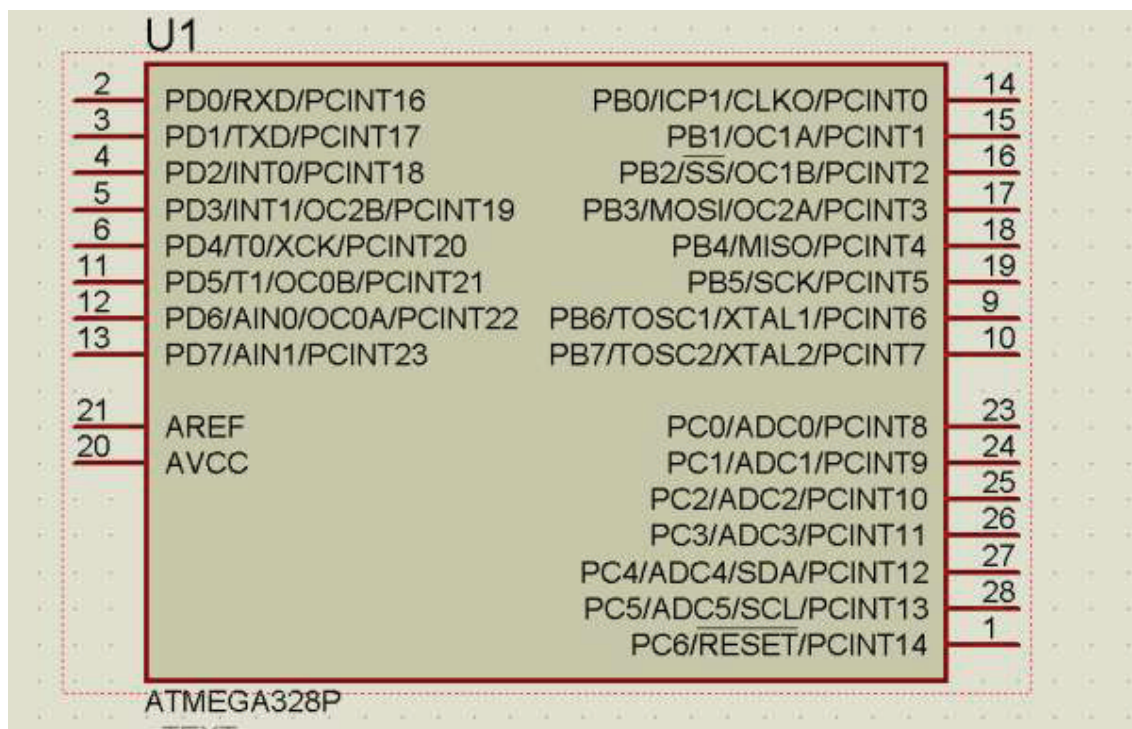 U1
2 PD0/RXD/PCINT16 PB0/ICP1/CLKO/PCINT0 14
3 PD1/TXD/PCINT17 PB1/OC1A/PCINT1 15
4 PD2/INT0/PCINT18 PB2/SS/OC1B/PCINT2 16
5 PD3/INT1/OC2B/PCINT19 PB3/MOSI/OC2A/PCINT3 17
6 PD4/T0/XCK/PCINT20 PB4/MISO/PCINT4 18
11 PD5/T1/OC0B/PCINT21 PB5/SCK/PCINT5 19
12 PD6/AIN0/OC0A/PCINT22 PB6/TOSC1/XTAL1/PCINT6 9
13 PD7/AIN1/PCINT23 PB7/TOSC2/XTAL2/PCINT7 10
21 AREF PC0/ADC0/PCINT8 23
20 AVCC PC1/ADC1/PCINT9 24
PC2/ADC2/PCINT10 25
PC3/ADC3/PCINT11 26
PC4/ADC4/SDA/PCINT12 27
PC5/ADC5/SCL/PCINT13 28
PC6/RESET/PCINT14 1
ATMEGA328P